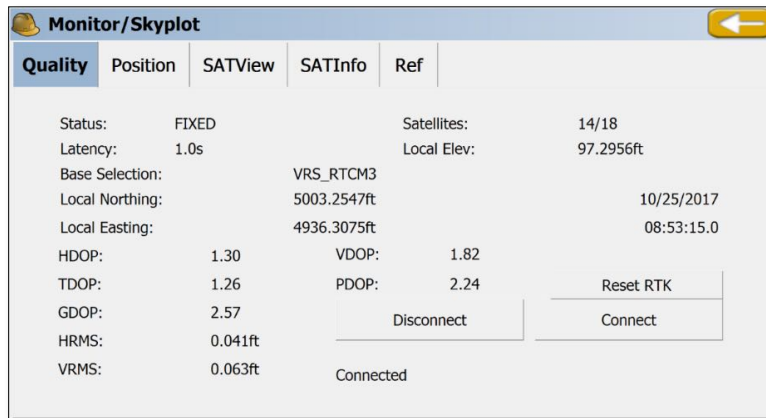 Monitor/Skyplot
Quality Position SATView SATInfo Ref
Status: FIXED Satellites: 14/18
Latency: 1.0s Local Elev: 97.2956ft
Base Selection: VRS_RTCM3
Local Northing: 5003.2547ft 10/25/2017
Local Easting: 4936.3075ft 08:53:15.0
HDOP: 1.30 VDOP: 1.82
TDOP: 1.26 PDOP: 2.24 Reset RTK
GDOP: 2.57 Disconnect Connect
HRMS: 0.041ft
VRMS: 0.063ft Connected